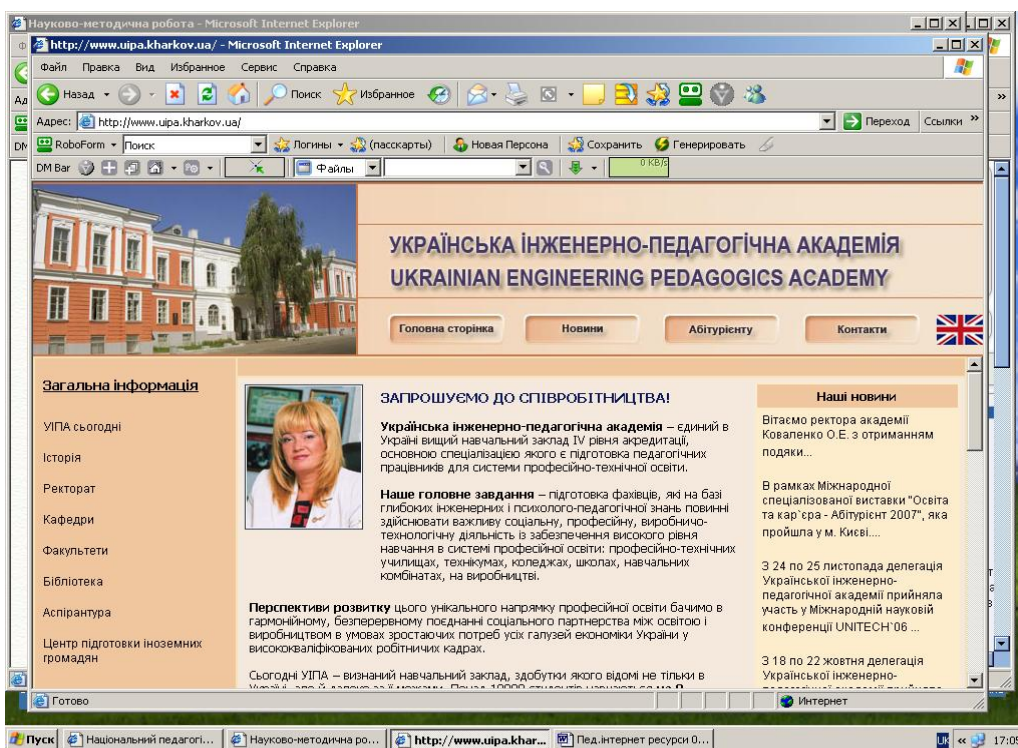 Науково-методична робота - Microsoft Internet Explorer
http://www.uipa.kharkov.ua/ - Microsoft Internet Explorer
Файл Правка Вид Избранное Сервис Справка
Назад Поиск Избранное
Адрес: http://www.uipa.kharkov.ua/ Переход Ссылки »
RoboForm Поиск Логины (пасскарты) Новая Персона Сохранить Генерировать
DM Bar Файлы 0 KB/s
УКРАЇНСЬКА ІНЖЕНЕРНО-ПЕДАГОГІЧНА АКАДЕМІЯ
UKRAINIAN ENGINEERING PEDAGOGICS ACADEMY
Головна сторінка Новини Абітурієнту Контакти
Загальна інформація
УІПА сьогодні
Історія
Ректорат
Кафедри
Факультети
Бібліотека
Аспірантура
Центр підготовки іноземних
громадян
ЗАПРОШУЄМО ДО СПІВРОБІТНИЦТВА!
Українська інженерно-педагогічна академія – єдиний в
Україні вищий навчальний заклад IV рівня акредитації,
основною спеціалізацією якого є підготовка педагогічних
працівників для системи професійно-технічної освіти.
Наше головне завдання – підготовка фахівців, які на базі
глибоких інженерних і психолого-педагогічної знань повинні
здійснювати важливу соціальну, професійну, виробничо-
технологічну діяльність із забезпечення високого рівня
навчання в системі професійної освіти: професійно-технічних
училищах, технікумах, коледжах, школах, навчальних
комбінатах, на виробництві.
Перспективи розвитку цього унікального напрямку професійної освіти бачимо в
гармонійному, безперервному поєднанні соціального партнерства між освітою і
виробництвом в умовах зростаючих потреб усіх галузей економіки України у
висококваліфікованих робітничих кадрах.
Сьогодні УІПА – визнаний навчальний заклад, здобутки якого відомі не тільки в
Наші новини
Вітаємо ректора академії
Коваленко О.Е. з отриманням
подяки...
В рамках Міжнародної
спеціалізованої виставки "Освіта
та кар`єра - Абітурієнт 2007", яка
пройшла у м. Києві....
З 24 по 25 листопада делегація
Української інженерно-
педагогічної академії прийняла
участь у Міжнародній науковій
конференції UNITECH`06 ...
З 18 по 22 жовтня делегація
Української інженерно-
Готово Интернет
Пуск Національний педагогі... Науково-методична ро... http://www.uipa.khar... Пед.інтернет ресурси 0... UK « 17:05